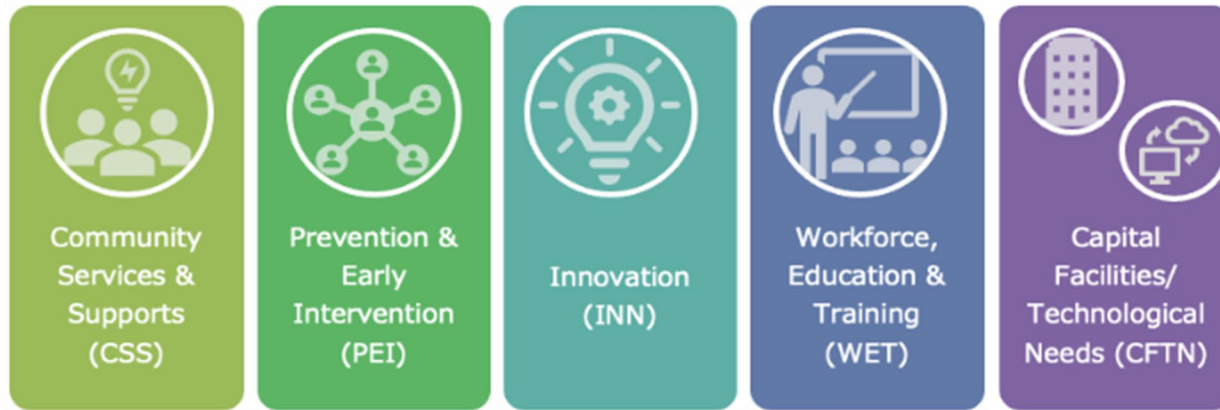 Community
Services &
Supports
(CSS)
Prevention &
Early
Intervention
(PEI)
Innovation
(INN)
Workforce,
Education &
Training
(WET)
Capital
Facilities/
Technological
Needs (CFTN)